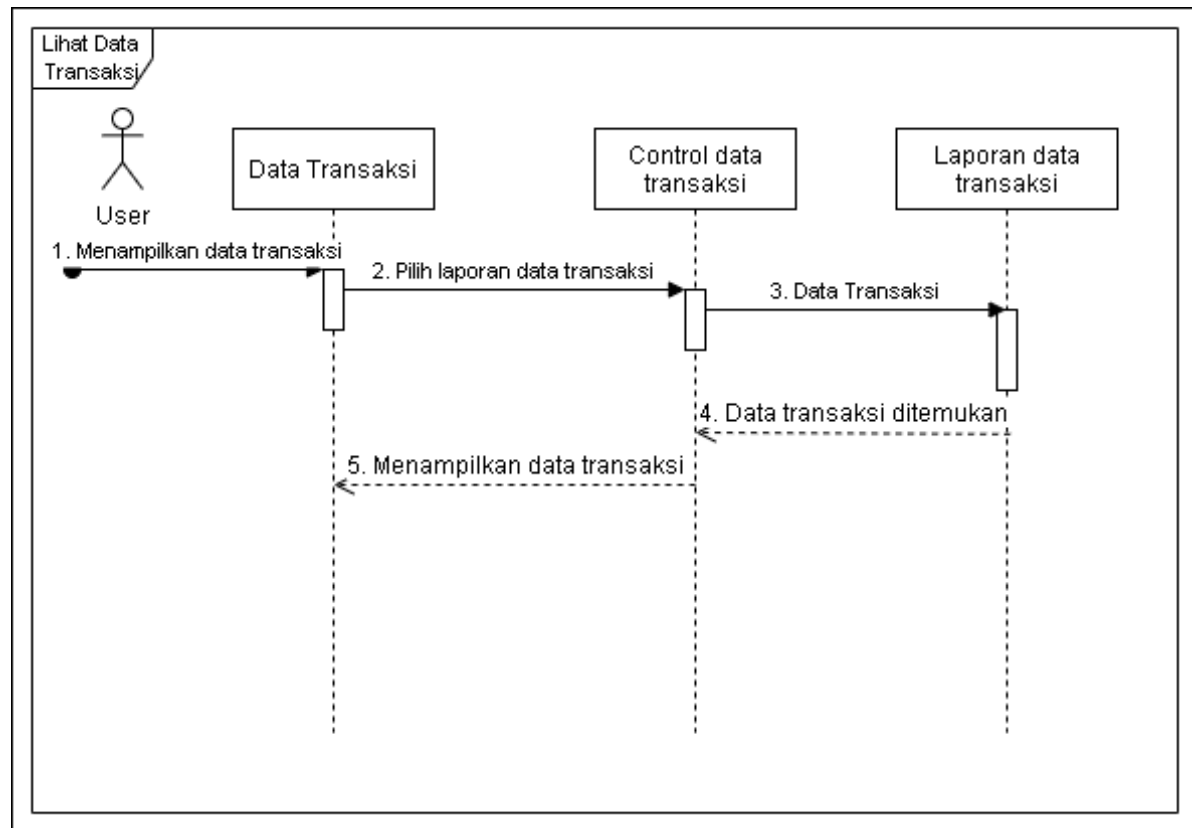 Lihat Data
Transaksi
User
Data Transaksi
Control data
transaksi
Laporan data
transaksi
1. Menampilkan data transaksi
2. Pilih laporan data transaksi
3. Data Transaksi
4. Data transaksi ditemukan
5. Menampilkan data transaksi